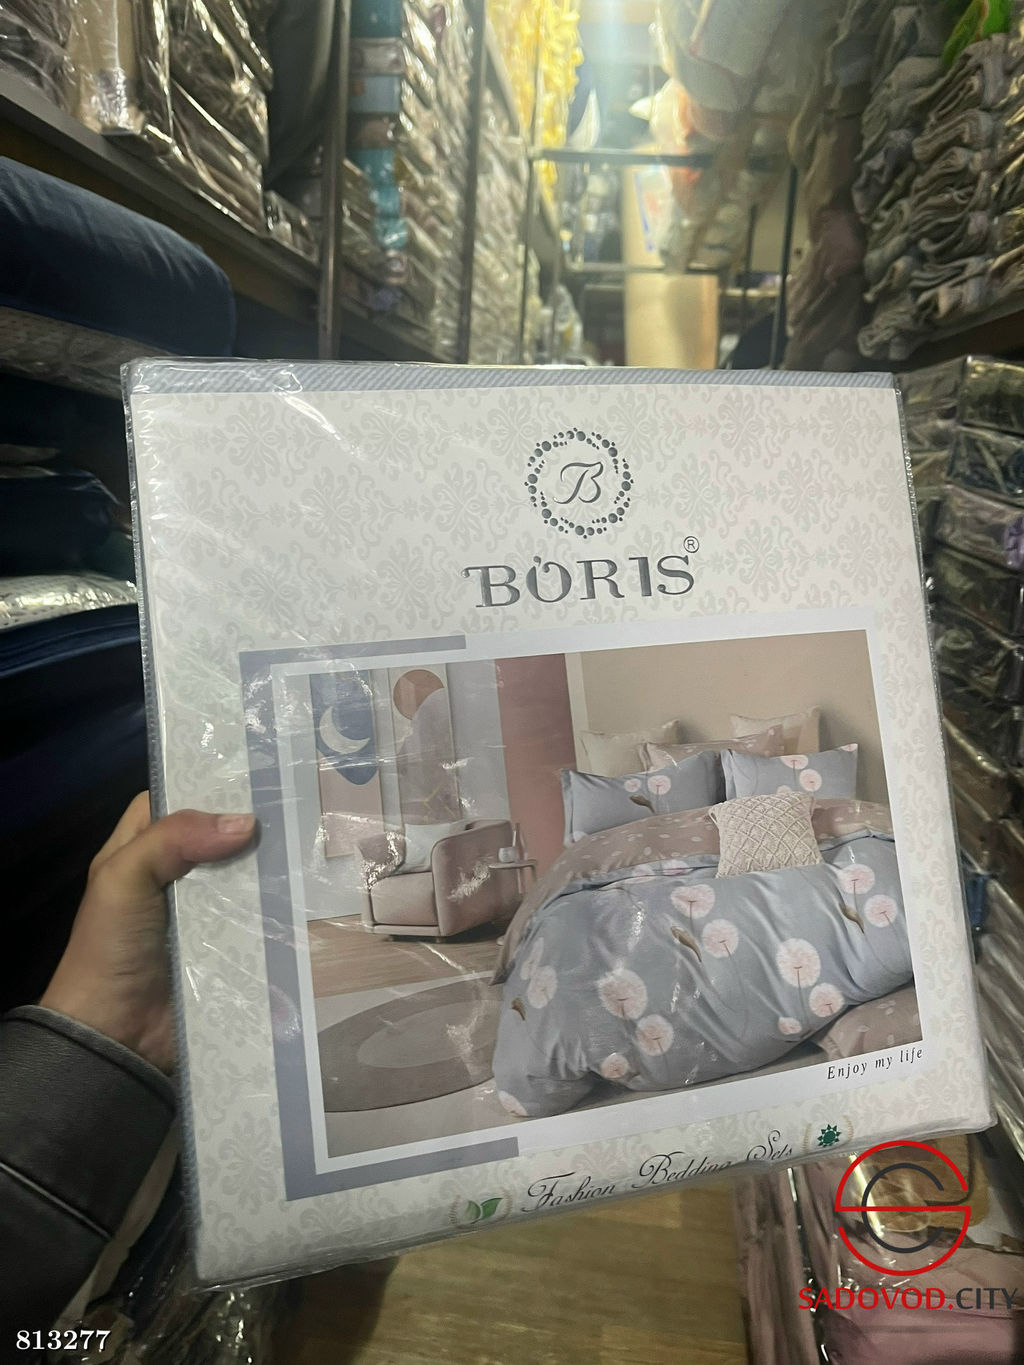 B
BORIS®
Enjoy my life
Fashion Bedding Sets
SADOVOD.CITY
813277